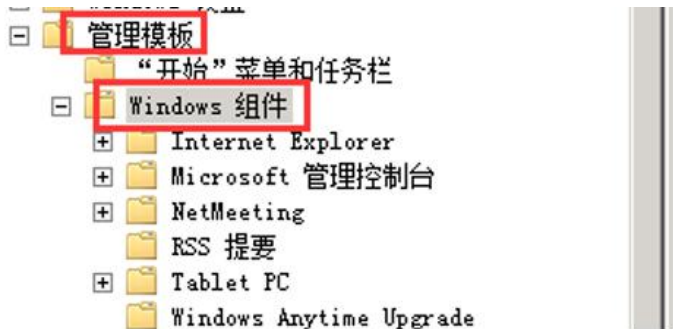 管理模板
“开始”菜单和任务栏
Windows 组件
Internet Explorer
Microsoft 管理控制台
NetMeeting
RSS 提要
Tablet PC
Windows Anytime Upgrade